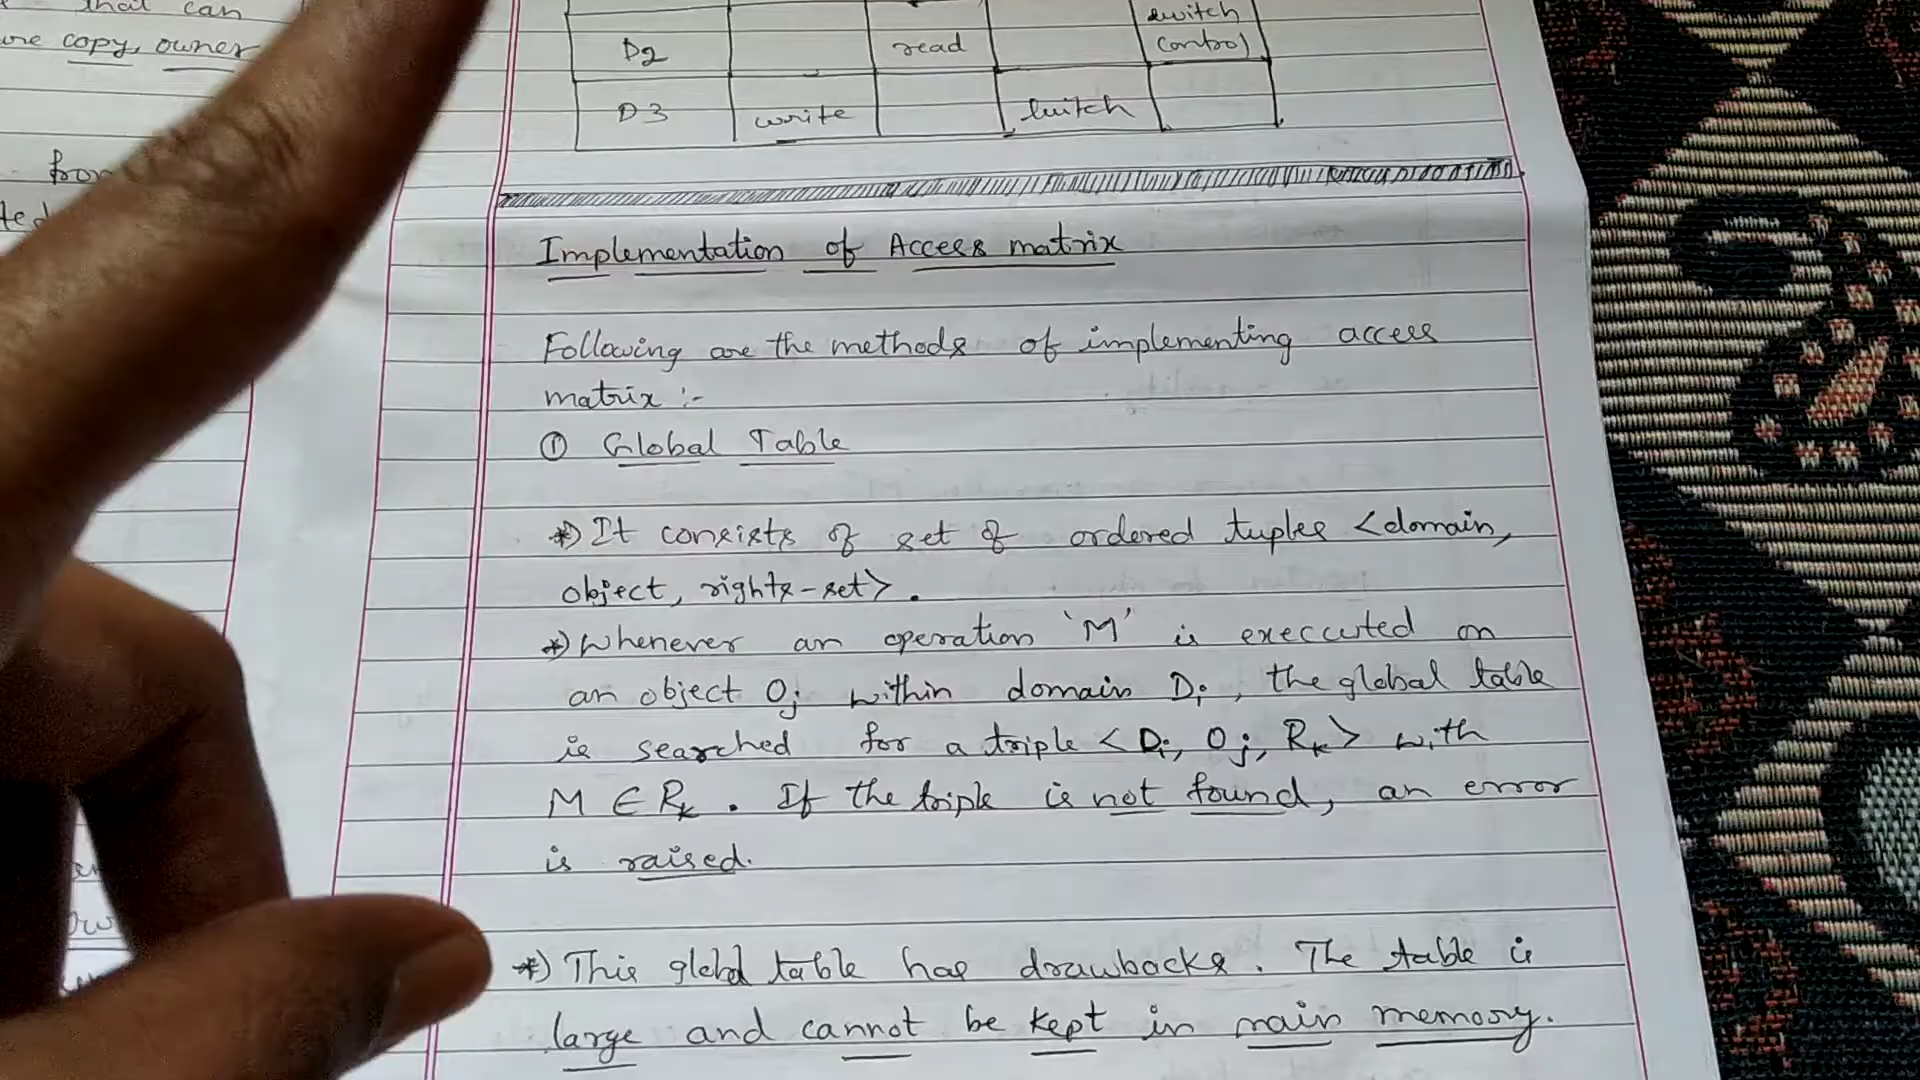 that can
copy, owner
switch
D2 read control
D3 write switch
Implementation of Access matrix
Following are the methods of implementing access
matrix :-
① Global Table
*) It consists of set of ordered tuples <domain,
object, rights-set>.
*) Whenever an operation 'M' is executed on
an object Oj within domain Di, the global table
is searched for a triple <Di, Oj, Rk> with
M ∈ Rk. If the triple is not found, an error
is raised.
*) This global table has drawbacks. The table is
large and cannot be kept in main memory.